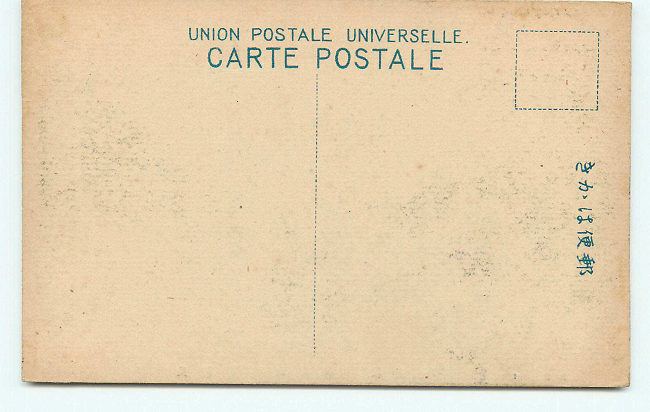 UNION POSTALE UNIVERSELLE.
CARTE POSTALE
郵便はかき